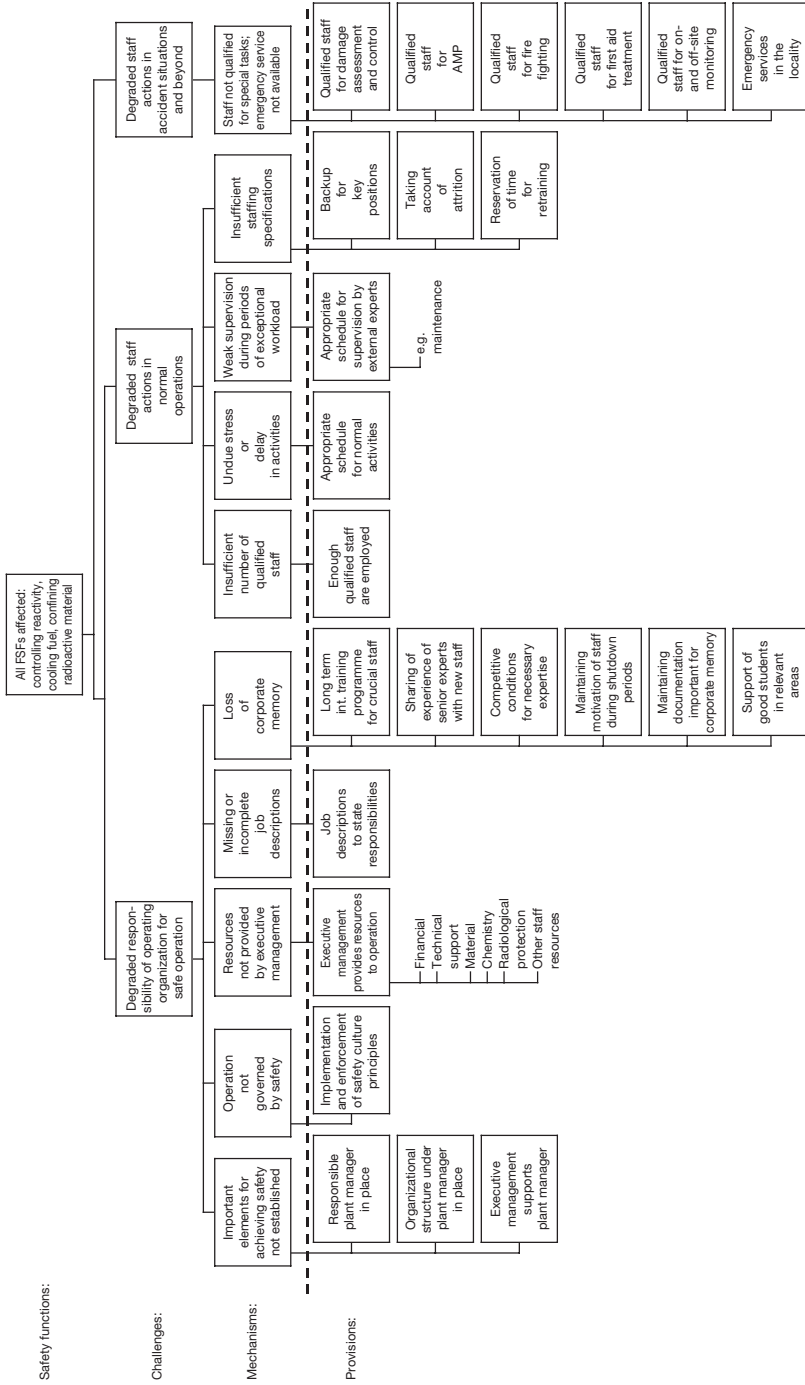 Safety functions:
All FSFs affected:
controlling reactivity,
cooling fuel, confining
radioactive material
Challenges:
Degraded respon-
sibility of operating
organization for
safe operation
Degraded staff
actions in
normal
operations
Degraded staff
actions in
accident situations
and beyond
Mechanisms:
Important
elements for
achieving safety
not established
Operation
not
governed
by safety
Resources
not provided
by executive
management
Missing or
incomplete
job
descriptions
Loss
of
corporate
memory
Insufficient
number of
qualified
staff
Undue stress
or
delay
in activities
Weak supervision
during periods
of exceptional
workload
Insufficient
staffing
specifications
Staff not qualified
for special tasks;
emergency service
not available
Provisions:
Responsible
plant manager
in place
Organizational
structure under
plant manager
in place
Executive
management
supports
plant manager
Implementation
and enforcement
of safety culture
principles
Executive
management
provides resources
to operation
Financial
Technical
support
Material
Chemistry
Radiological
protection
Other staff
resources
Job
descriptions
to state
responsibilities
Long term
int. training
programme
for crucial staff
Sharing of
experience of
senior experts
with new staff
Competitive
conditions
for necessary
expertise
Maintaining
motivation of staff
during shutdown
periods
Maintaining
documentation
important for
corporate memory
Support of
good students
in relevant
areas
Enough
qualified staff
are employed
Appropriate
schedule
for normal
activities
Appropriate
schedule for
supervision by
external experts
e.g.
maintenance
Backup
for
key
positions
Taking
account
of
attrition
Reservation
of time
for
retraining
Qualified staff
for damage
assessment
and control
Qualified
staff
for
AMP
Qualified
staff
for fire
fighting
Qualified
staff
for first aid
treatment
Qualified
staff for on-
and off-site
monitoring
Emergency
services
in the
locality